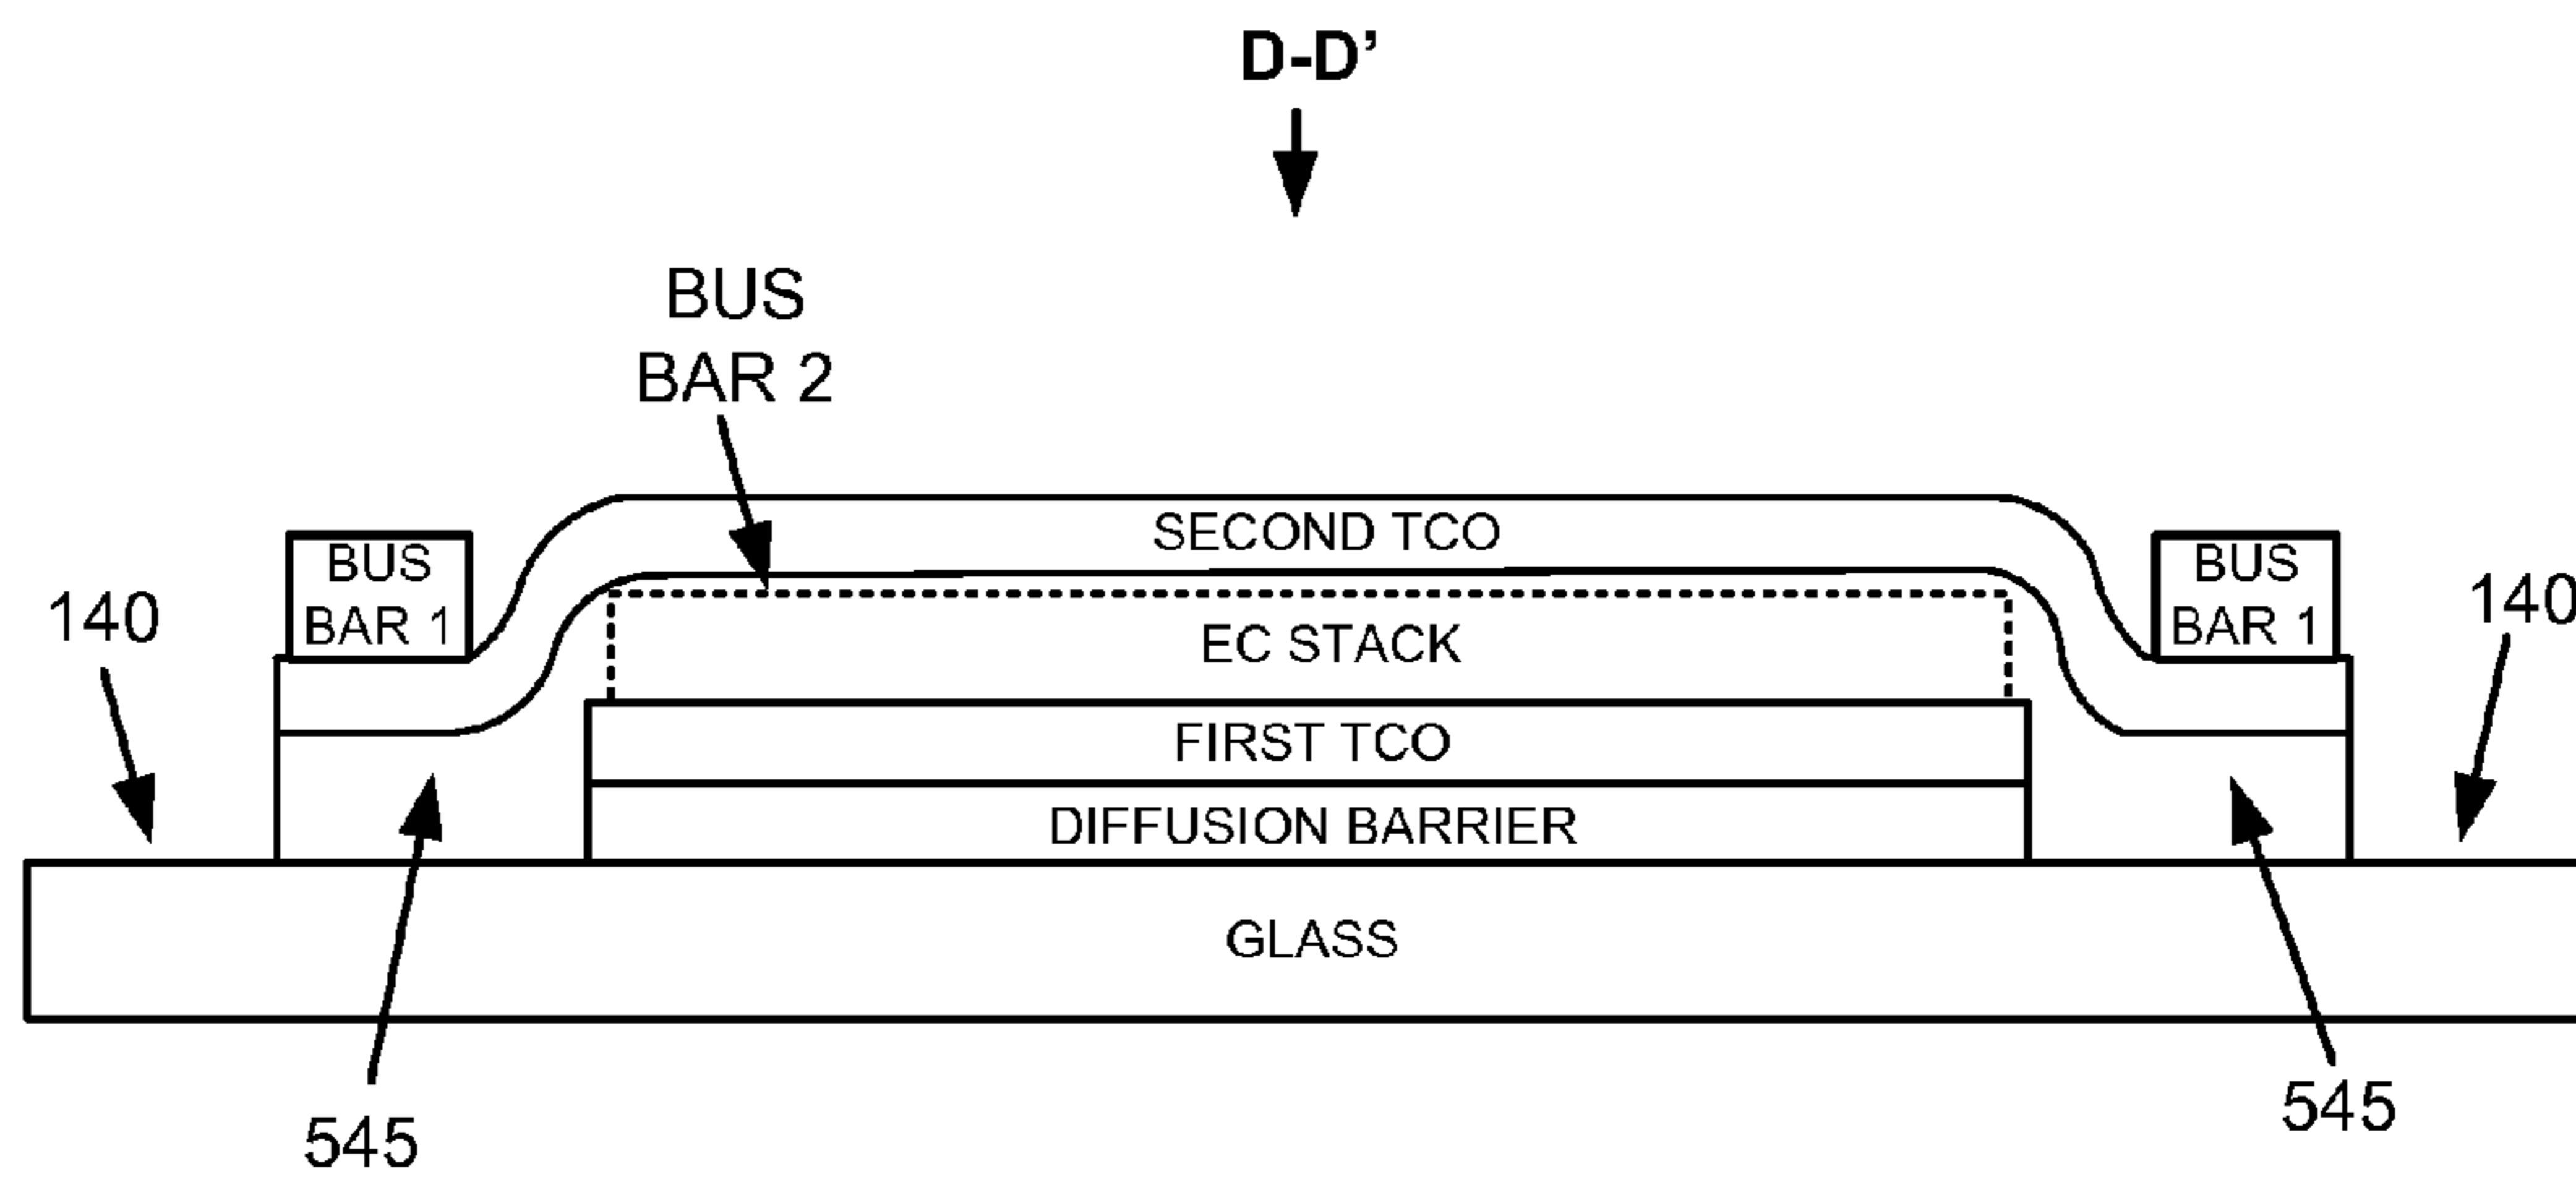 D-D’
BUS
BAR 2
SECOND TCO
BUS
BAR 1
BUS
BAR 1
140
140
EC STACK
FIRST TCO
DIFFUSION BARRIER
GLASS
545
545